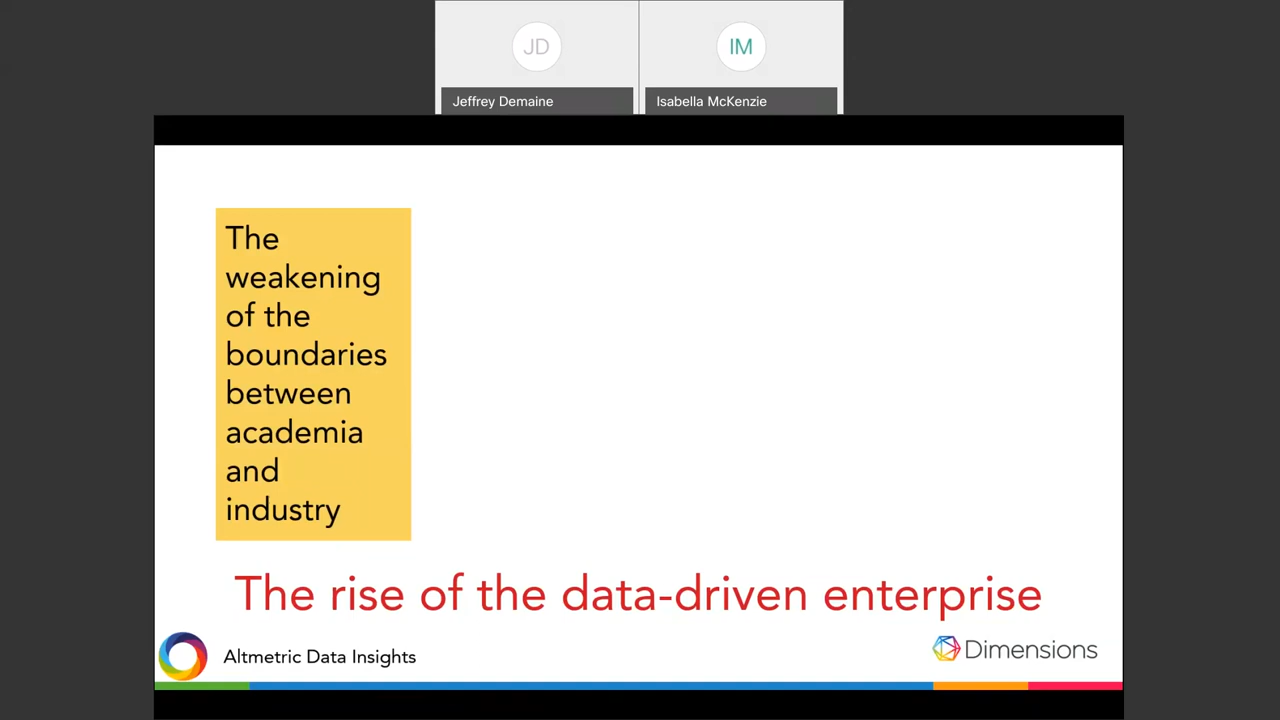 JD
IM
Jeffrey Demaine
Isabella McKenzie
The
weakening
of the
boundaries
between
academia
and
industry
The rise of the data-driven enterprise
Altmetric Data Insights
Dimensions